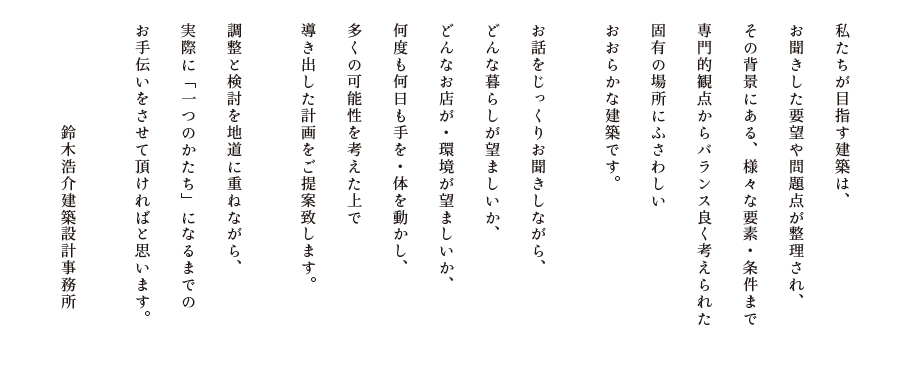 私たちが目指す建築は、
お聞きした要望や問題点が整理され、
その背景にある、様々な要素・条件まで
専門的観点からバランス良く考えられた
固有の場所にふさわしい
おおらかな建築です。
お話をじっくりお聞きしながら、
どんな暮らしが望ましいか、
どんなお店が・環境が望ましいか、
何度も何日も手を・体を動かし、
多くの可能性を考えた上で
導き出した計画をご提案致します。
調整と検討を地道に重ねながら、
実際に「一つのかたち」になるまでの
お手伝いをさせて頂ければと思います。
鈴木浩介建築設計事務所